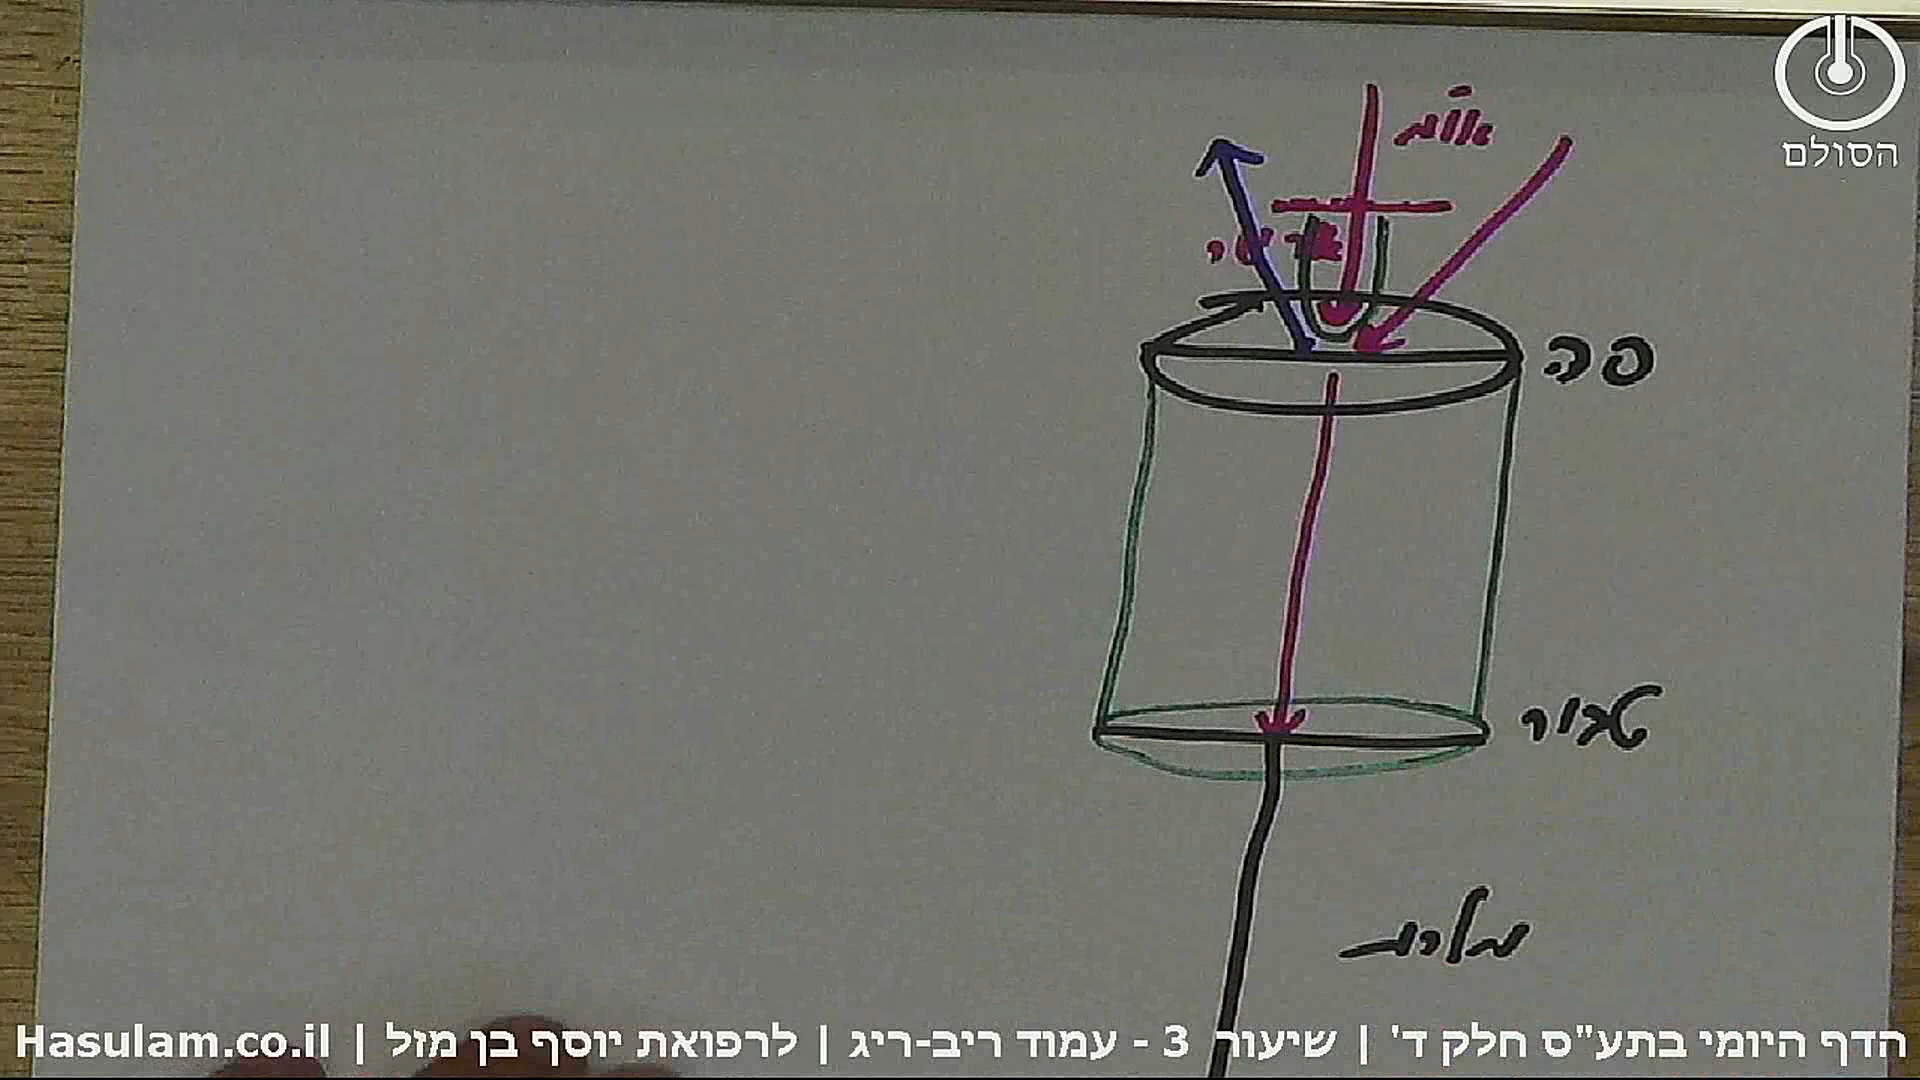 הסולם
פה
טבור
מלכות
הדף היומי בתע"ס חלק ד' | שיעור 3 - עמוד ריב-ריג | לרפואת יוסף בן מזל | Hasulam.co.il